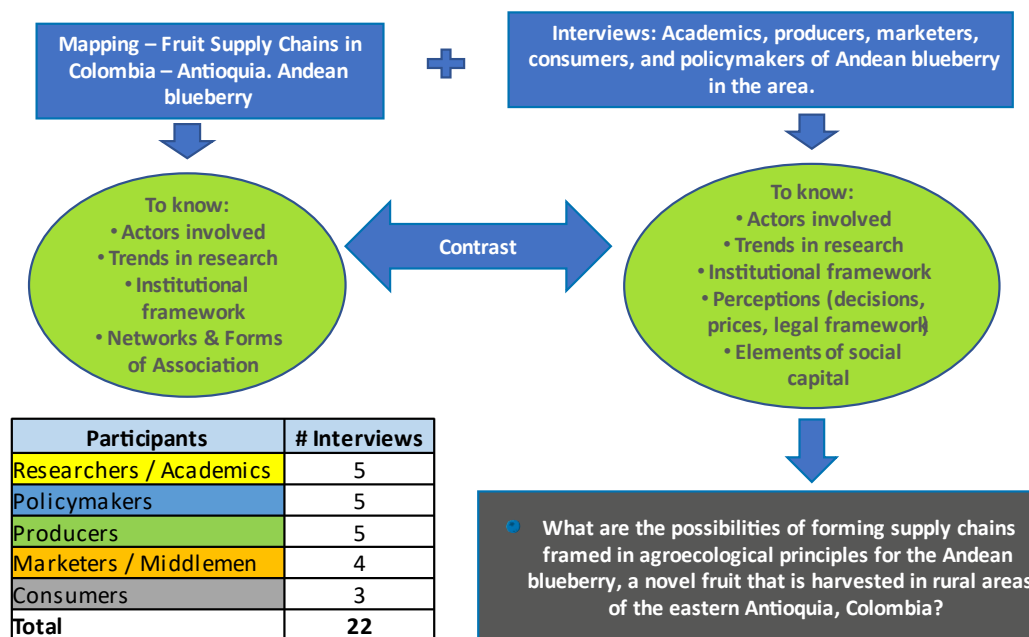 Mapping – Fruit Supply Chains in
Colombia – Antioquia. Andean
blueberry
Interviews: Academics, producers, marketers,
consumers, and policymakers of Andean blueberry
in the area.
To know:
• Actors involved
• Trends in research
• Institutional
framework
• Networks & Forms
of Association
Contrast
To know:
• Actors involved
• Trends in research
• Institutional framework
• Perceptions (decisions,
prices, legal framework)
• Elements of social
capital
Participants # Interviews
Researchers / Academics 5
Policymakers 5
Producers 5
Marketers / Middlemen 4
Consumers 3
Total 22
• What are the possibilities of forming supply chains
framed in agroecological principles for the Andean
blueberry, a novel fruit that is harvested in rural areas
of the eastern Antioquia, Colombia?